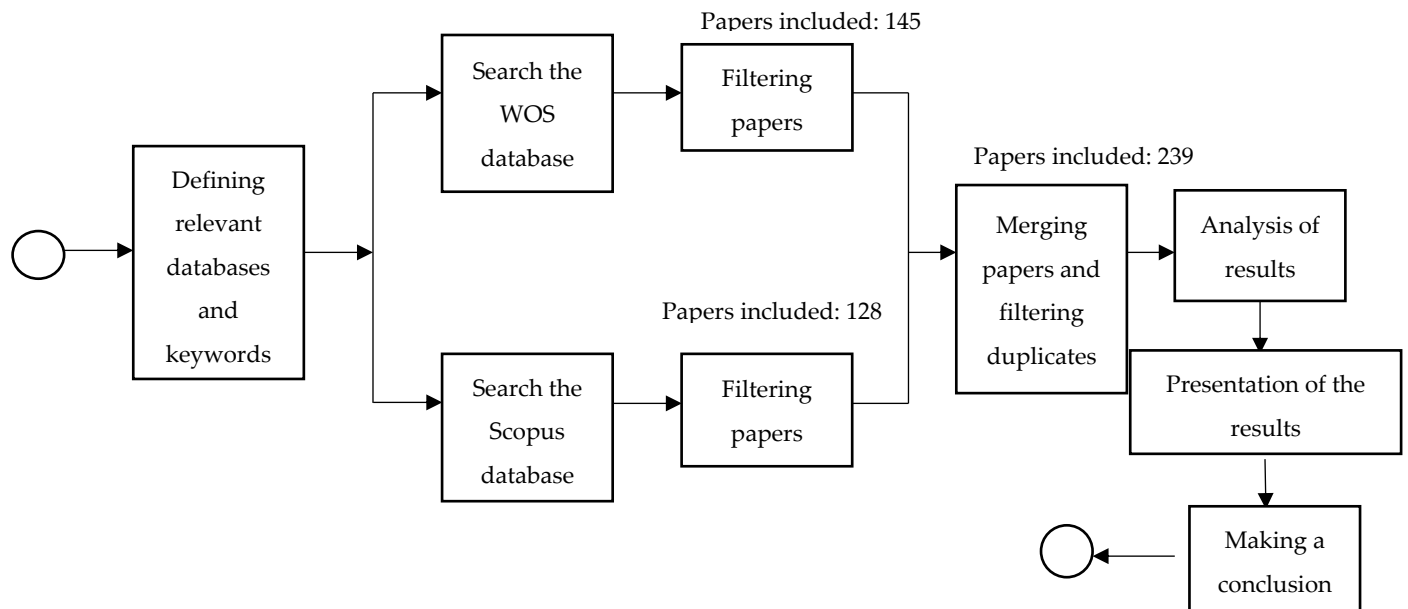 Defining
relevant
databases
and
keywords
Search the
WOS
database
Papers included: 145
Filtering
papers
Search the
Scopus
database
Papers included: 128
Filtering
papers
Papers included: 239
Merging
papers and
filtering
duplicates
Analysis of
results
Presentation of the
results
Making a
conclusion